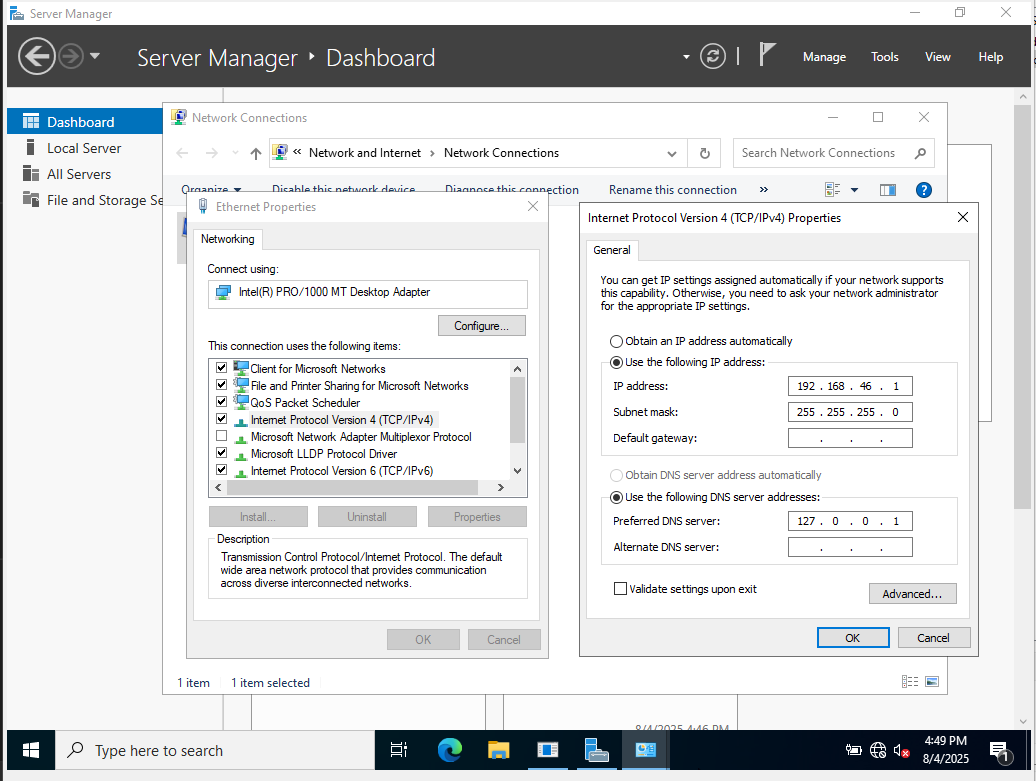 Server Manager
Server Manager ‣ Dashboard
Manage
Tools
View
Help
Dashboard
Local Server
All Servers
File and Storage Se
Network Connections
« Network and Internet › Network Connections
Search Network Connections
Organize
Disable this network device
Diagnose this connection
Rename this connection
»
Ethernet Properties
Networking
Connect using:
Intel(R) PRO/1000 MT Desktop Adapter
Configure...
This connection uses the following items:
Client for Microsoft Networks
File and Printer Sharing for Microsoft Networks
QoS Packet Scheduler
Internet Protocol Version 4 (TCP/IPv4)
Microsoft Network Adapter Multiplexor Protocol
Microsoft LLDP Protocol Driver
Internet Protocol Version 6 (TCP/IPv6)
Install...
Uninstall
Properties
Description
Transmission Control Protocol/Internet Protocol. The default
wide area network protocol that provides communication
across diverse interconnected networks.
OK
Cancel
Internet Protocol Version 4 (TCP/IPv4) Properties
General
You can get IP settings assigned automatically if your network supports
this capability. Otherwise, you need to ask your network administrator
for the appropriate IP settings.
Obtain an IP address automatically
Use the following IP address:
IP address: 192 . 168 . 46 . 1
Subnet mask: 255 . 255 . 255 . 0
Default gateway: . . .
Obtain DNS server address automatically
Use the following DNS server addresses:
Preferred DNS server: 127 . 0 . 0 . 1
Alternate DNS server: . . .
Validate settings upon exit
Advanced...
OK
Cancel
1 item
1 item selected
8/4/2025 4:46 PM
Type here to search
4:49 PM
8/4/2025
1